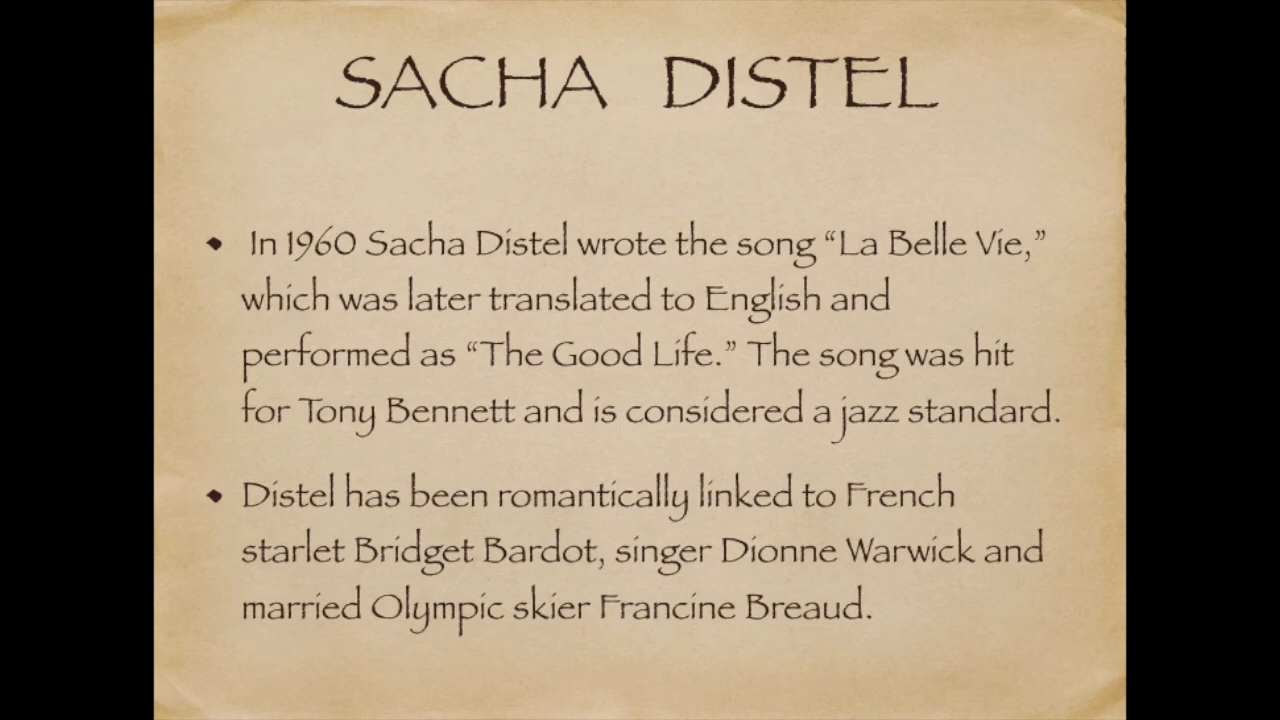 SACHA DISTEL
• In 1960 Sacha Distel wrote the song “La Belle Vie,”
which was later translated to English and
performed as “The Good Life.” The song was hit
for Tony Bennett and is considered a jazz standard.
• Distel has been romantically linked to French
starlet Bridget Bardot, singer Dionne Warwick and
married Olympic skier Francine Breaud.